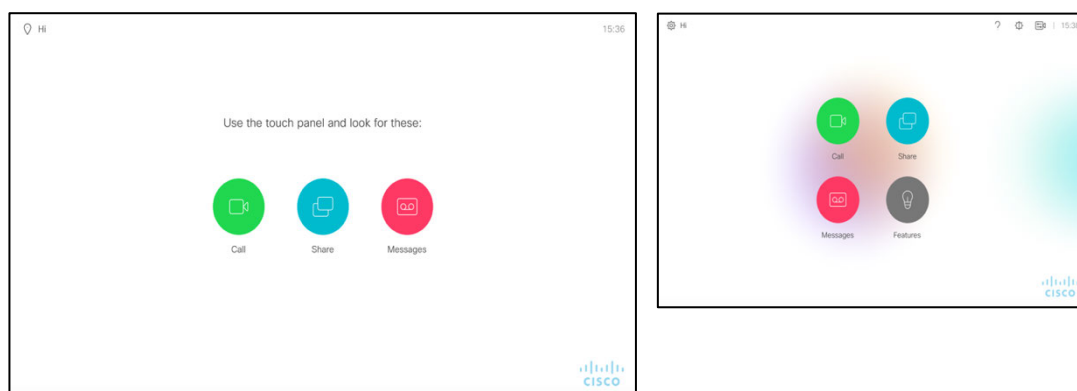 Hi
15:36
Use the touch panel and look for these:
Call
Share
Messages
CISCO
Hi
?
Call
Share
Messages
Features
CISCO